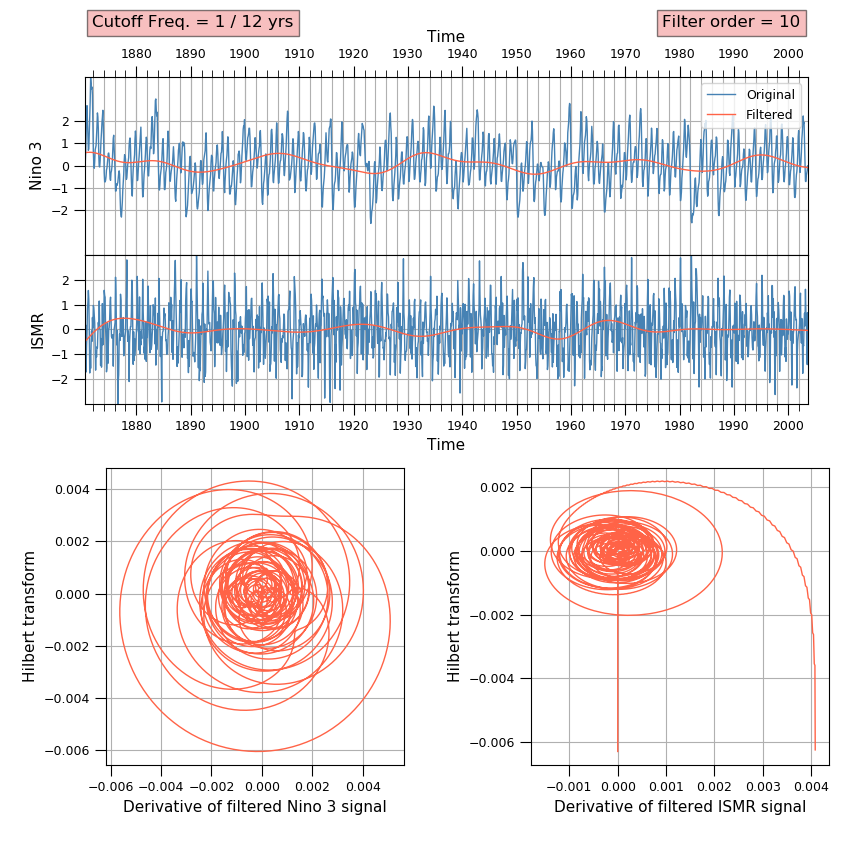 Cutoff Freq. = 1 / 12 yrs
Filter order = 10
Time
1880 1890 1900 1910 1920 1930 1940 1950 1960 1970 1980 1990 2000
Original
Filtered
Nino 3
2
1
0
−1
−2
ISMR
2
1
0
−1
−2
1880 1890 1900 1910 1920 1930 1940 1950 1960 1970 1980 1990 2000
Time
Hilbert transform
0.004
0.002
0.000
−0.002
−0.004
−0.006
−0.006 −0.004 −0.002 0.000 0.002 0.004
Derivative of filtered Nino 3 signal
Hilbert transform
0.002
0.000
−0.002
−0.004
−0.006
−0.001 0.000 0.001 0.002 0.003 0.004
Derivative of filtered ISMR signal